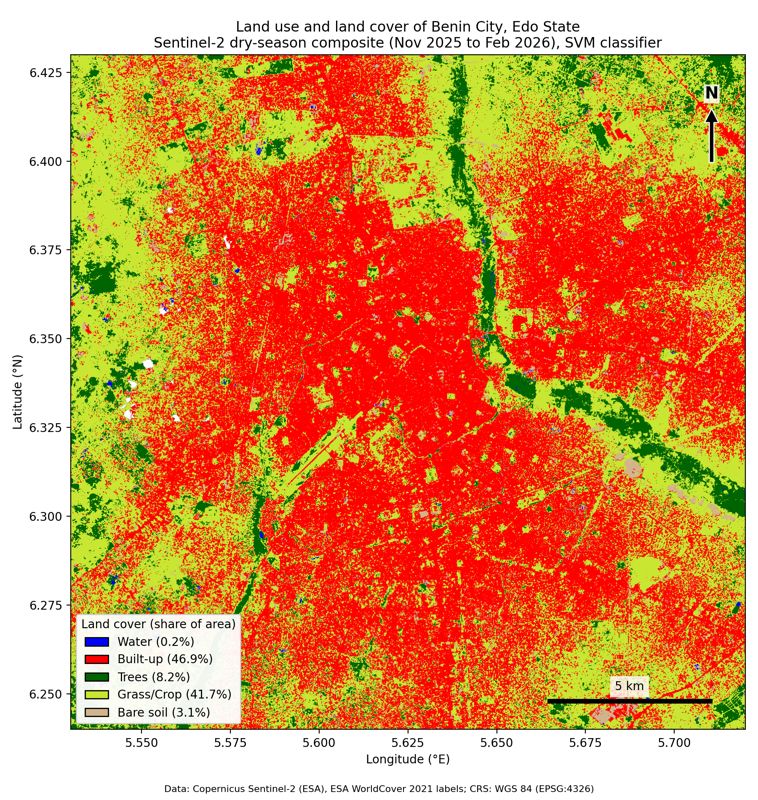 Land use and land cover of Benin City, Edo State
Sentinel-2 dry-season composite (Nov 2025 to Feb 2026), SVM classifier
N
6.425
6.400
6.375
6.350
6.325
6.300
6.275
6.250
Latitude (°N)
Land cover (share of area)
Water (0.2%)
Built-up (46.9%)
Trees (8.2%)
Grass/Crop (41.7%)
Bare soil (3.1%)
5 km
5.550 5.575 5.600 5.625 5.650 5.675 5.700
Longitude (°E)
Data: Copernicus Sentinel-2 (ESA), ESA WorldCover 2021 labels; CRS: WGS 84 (EPSG:4326)